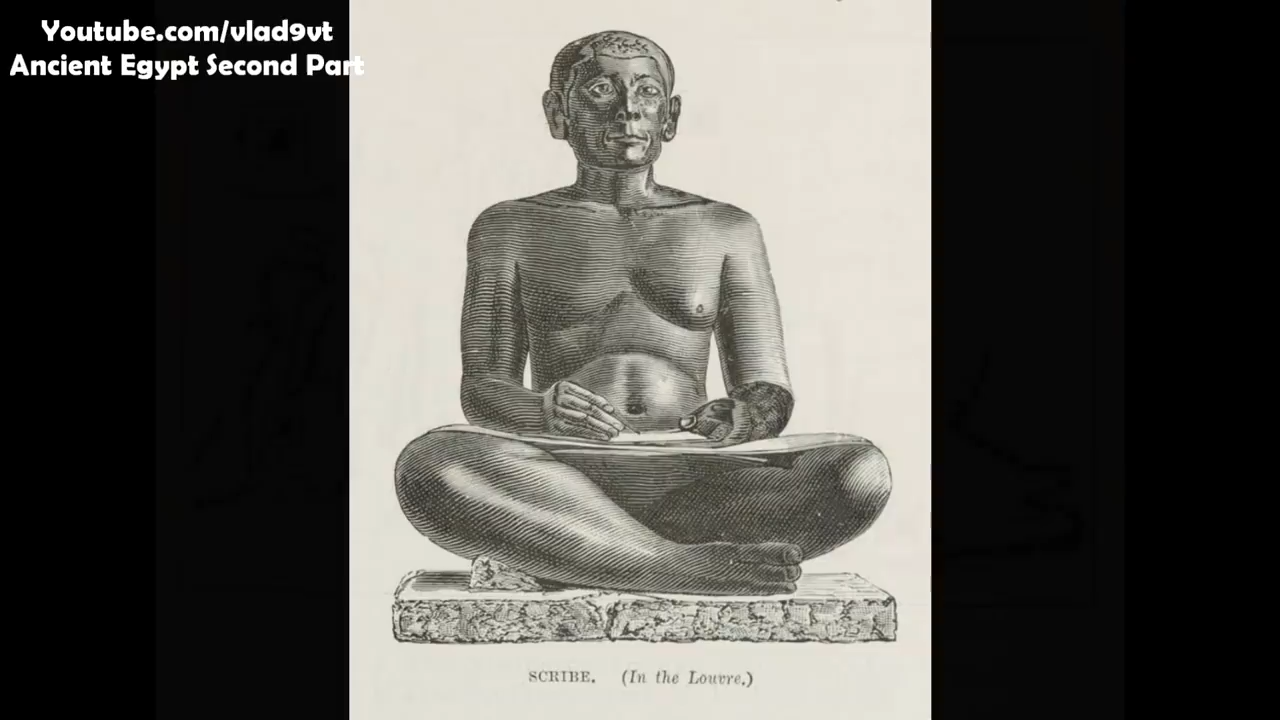 Youtube.com/vlad9vt
Ancient Egypt Second Part
SCRIBE. (In the Louvre.)